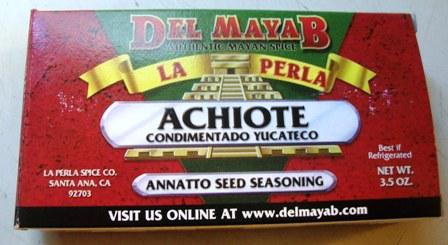 DEL MAYAB
AUTHENTIC MAYAN SPICE
LA PERLA
ACHIOTE
CONDIMENTADO YUCATECO
LA PERLA SPICE CO.
SANTA ANA, CA
92703
ANNATTO SEED SEASONING
Best if
Refrigerated
NET WT.
3.5 OZ.
VISIT US ONLINE AT www.delmayab.com